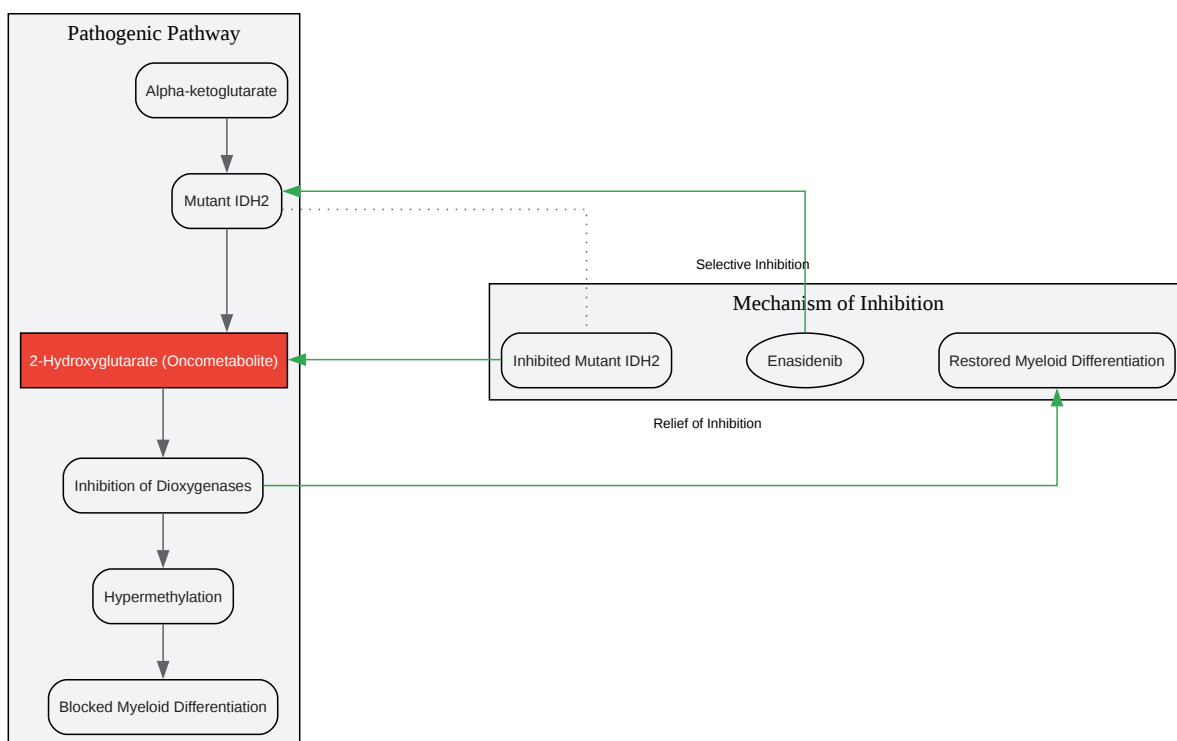 Pathogenic Pathway
Alpha-ketoglutarate
Mutant IDH2
Selective Inhibition
Mechanism of Inhibition
2-Hydroxyglutarate (Oncometabolite)
Inhibited Mutant IDH2
Enasidenib
Restored Myeloid Differentiation
Relief of Inhibition
Inhibition of Dioxygenases
Hypermethylation
Blocked Myeloid Differentiation